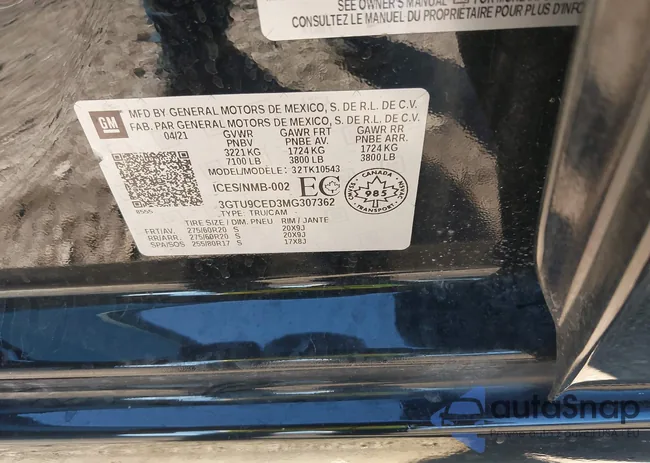 SEE OWNER'S MANUAL
CONSULTEZ LE MANUEL DU PROPRIÉTAIRE POUR PLUS D'INFO
GM
MFD BY GENERAL MOTORS DE MEXICO, S. DE R.L. DE C.V.
FAB. PAR GENERAL MOTORS DE MEXICO, S. DE R.L. DE C.V.
04/21 GVWR GAWR FRT GAWR RR
PNBV PNBE AV. PNBE ARR.
3221 KG 1724 KG 1724 KG
7100 LB 3800 LB 3800 LB
MODEL/MODÈLE: 32TK10543
ICES/NMB-002 EC
CANADA
985
TRANSPORT
3GTU9CED3MG307362
TYPE: TRU/CAM
TIRE SIZE / DIM. PNEU RIM / JANTE
FRT/AV. 275/60R20 S 20X9J
RR/ARR. 275/60R20 S 20X9J
SPA/SOS 255/80R17 S 17X8J
autoSnap